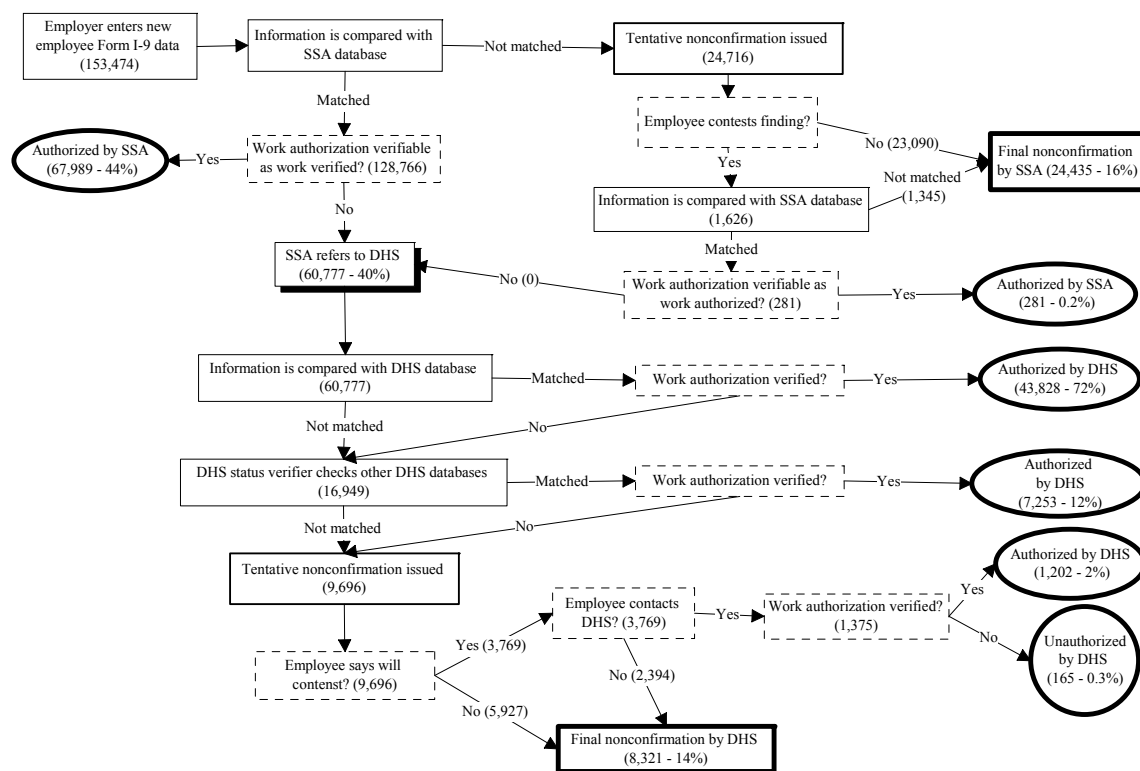 Employer enters new
employee Form I-9 data
(153,474)
Information is compared with
SSA database
Not matched
Tentative nonconfirmation issued
(24,716)
Matched
Employee contests finding?
No (23,090)
Authorized by SSA
(67,989 - 44%)
Yes
Work authorization verifiable
as work verified? (128,766)
Yes
Final nonconfirmation
by SSA (24,435 - 16%)
Not matched
(1,345)
No
Information is compared with SSA database
(1,626)
Matched
SSA refers to DHS
(60,777 - 40%)
No (0)
Work authorization verifiable as
work authorized? (281)
Yes
Authorized by SSA
(281 - 0.2%)
Information is compared with DHS database
(60,777)
Matched
Work authorization verified?
Yes
Authorized by DHS
(43,828 - 72%)
Not matched
No
DHS status verifier checks other DHS databases
(16,949)
Matched
Work authorization verified?
Yes
Authorized
by DHS
(7,253 - 12%)
Not matched
No
Tentative nonconfirmation issued
(9,696)
Authorized by DHS
(1,202 - 2%)
Employee contacts
DHS? (3,769)
Yes
Work authorization verified?
(1,375)
Yes
No
Unauthorized
by DHS
(165 - 0.3%)
Yes (3,769)
Employee says will
contenst? (9,696)
No (2,394)
No (5,927)
Final nonconfirmation by DHS
(8,321 - 14%)